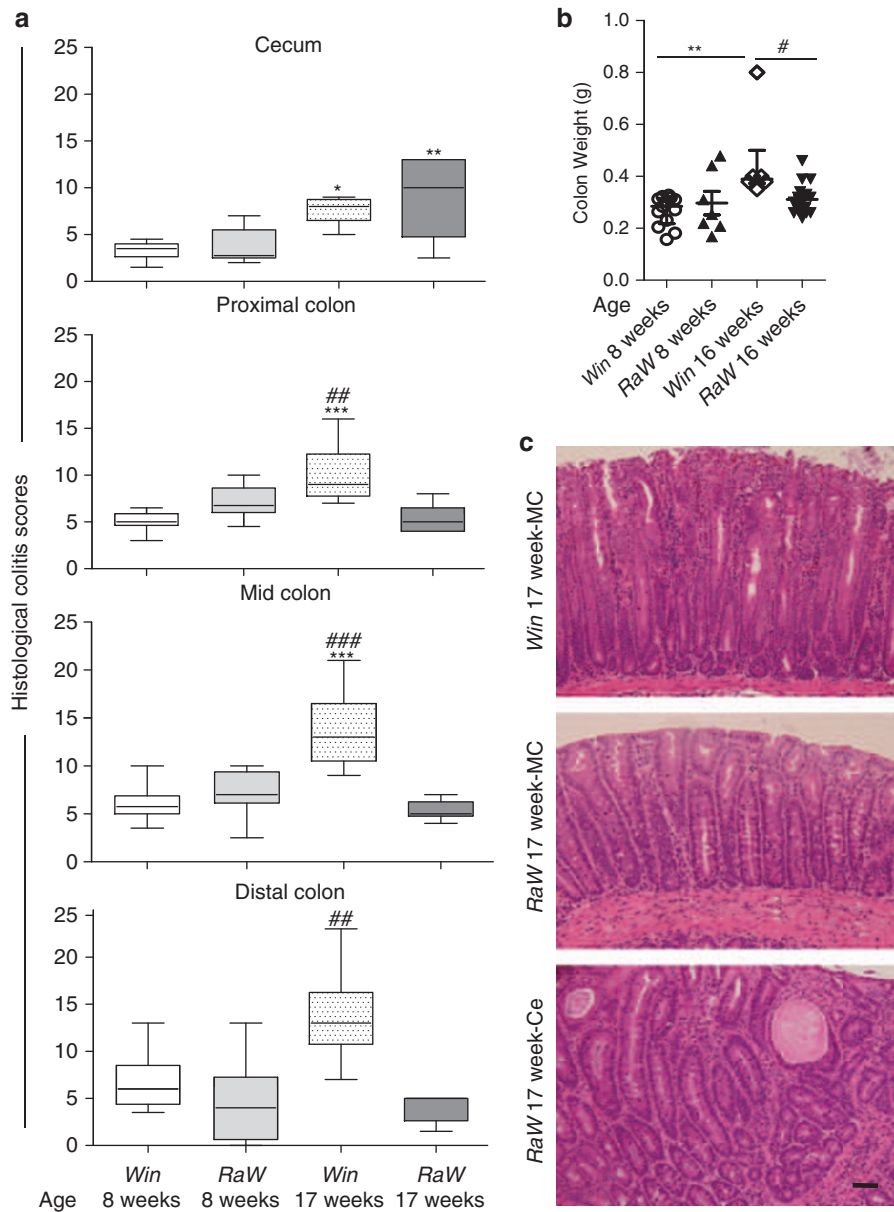 a
Histological colitis scores
Cecum
25
20
15
10
5
0
*
**
Proximal colon
25
20
15
10
5
0
##
***
Mid colon
25
20
15
10
5
0
###
***
Distal colon
25
20
15
10
5
0
##
Age
Win 8 weeks
RaW 8 weeks
Win 17 weeks
RaW 17 weeks
b
Colon Weight (g)
1.0
0.8
0.6
0.4
0.2
0.0
**
#
Age
Win 8 weeks
RaW 8 weeks
Win 16 weeks
RaW 16 weeks
c
Win 17 week-MC
RaW 17 week-MC
RaW 17 week-Ce